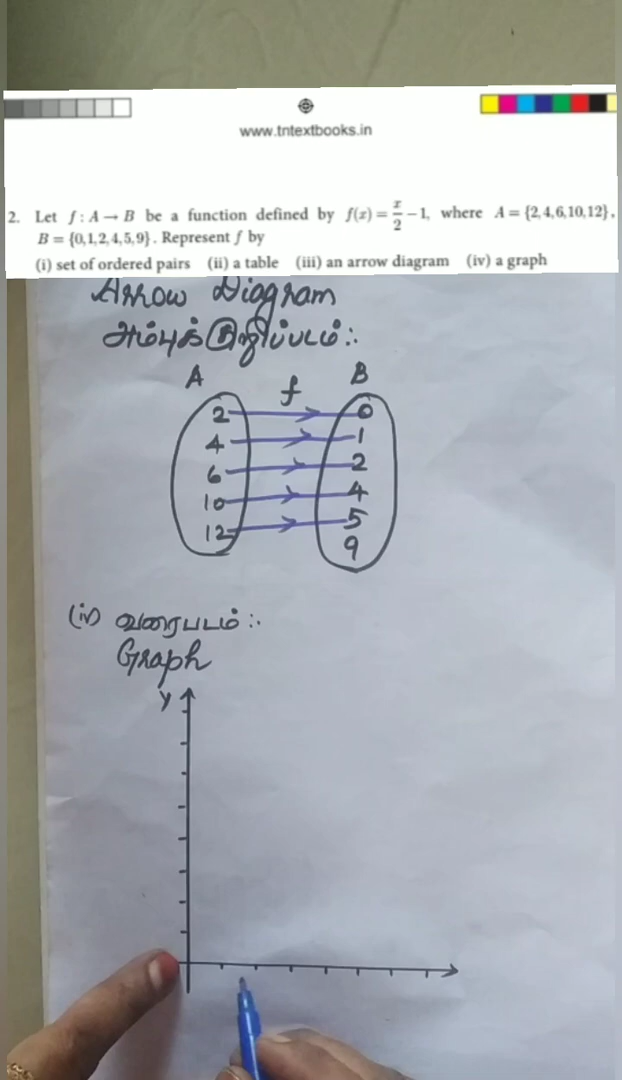 www.tntextbooks.in
2. Let f : A → B be a function defined by f(x) = x/2 − 1, where A = {2,4,6,10,12},
B = {0,1,2,4,5,9}. Represent f by
(i) set of ordered pairs (ii) a table (iii) an arrow diagram (iv) a graph
Arrow Diagram
அம்புக்குறிப்படம்:.
A f B
2 0
4 1
6 2
10 4
12 5
9
(iv) வரைபடம்:.
Graph
y